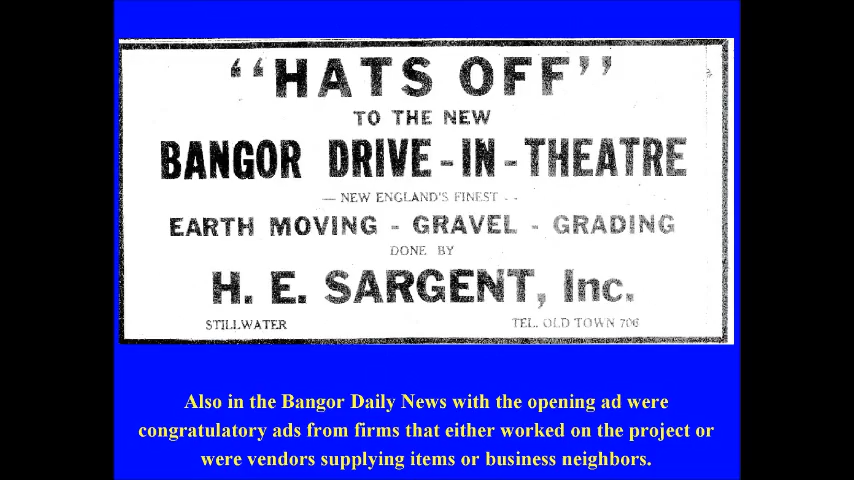 “HATS OFF”
TO THE NEW
BANGOR DRIVE-IN-THEATRE
— NEW ENGLAND'S FINEST - -
EARTH MOVING - GRAVEL - GRADING
DONE BY
H. E. SARGENT, Inc.
STILLWATER TEL. OLD TOWN 706
Also in the Bangor Daily News with the opening ad were
congratulatory ads from firms that either worked on the project or
were vendors supplying items or business neighbors.